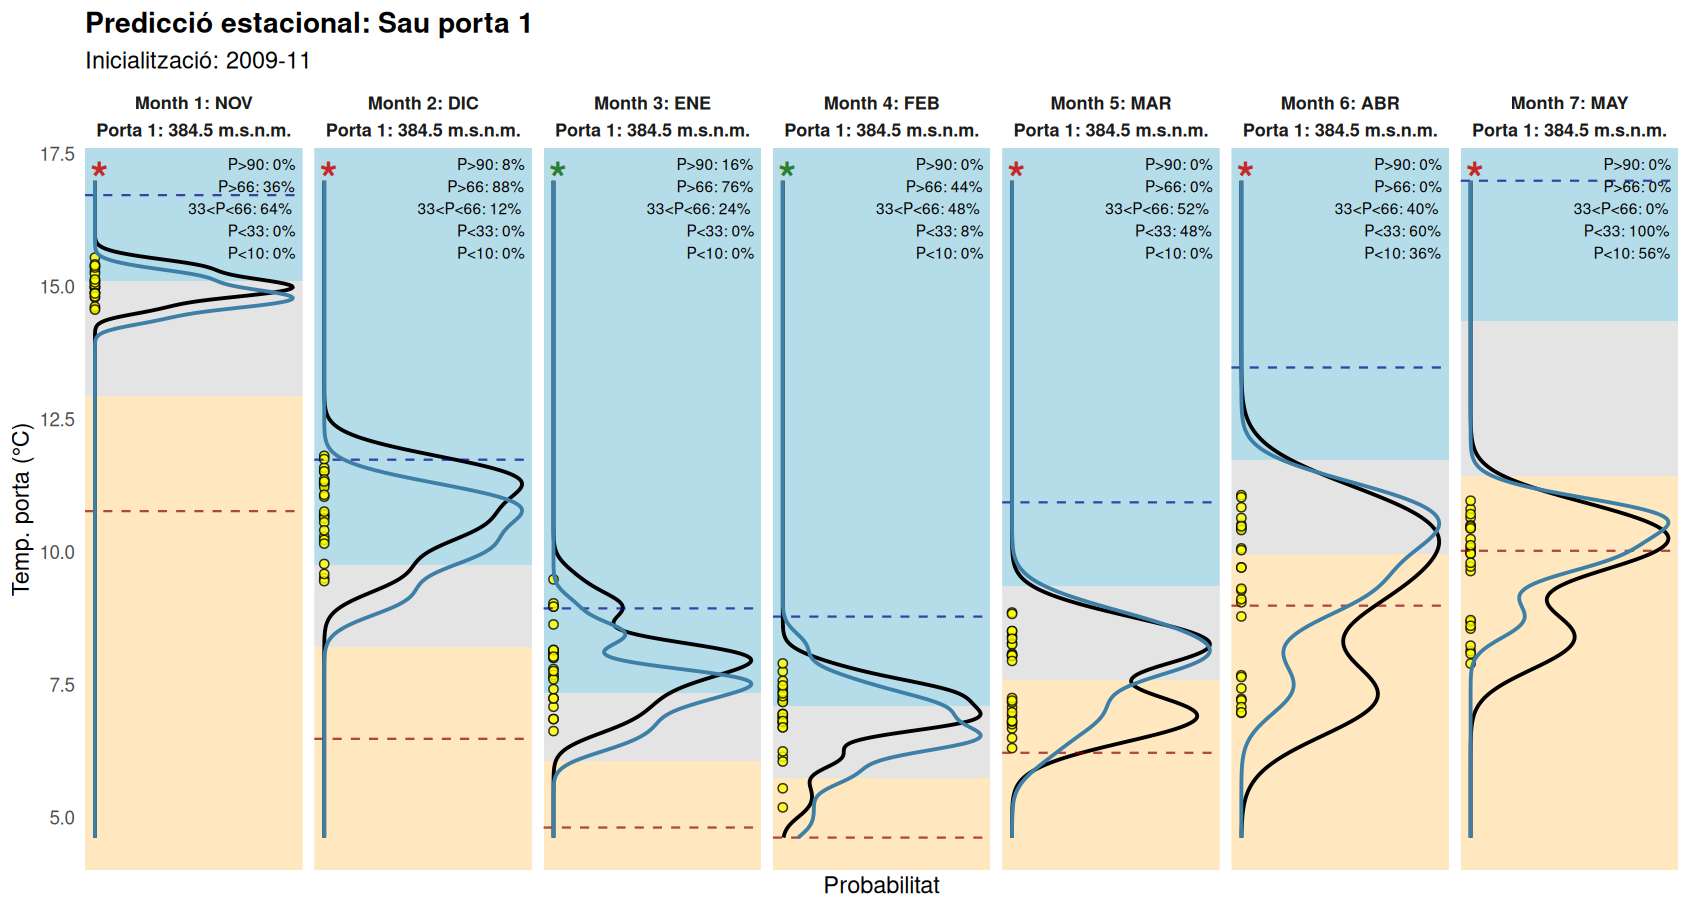 Predicció estacional: Sau porta 1
Inicialització: 2009-11
Month 1: NOV
Porta 1: 384.5 m.s.n.m.
Month 2: DIC
Porta 1: 384.5 m.s.n.m.
Month 3: ENE
Porta 1: 384.5 m.s.n.m.
Month 4: FEB
Porta 1: 384.5 m.s.n.m.
Month 5: MAR
Porta 1: 384.5 m.s.n.m.
Month 6: ABR
Porta 1: 384.5 m.s.n.m.
Month 7: MAY
Porta 1: 384.5 m.s.n.m.
Temp. porta (°C)
17.5
15.0
12.5
10.0
7.5
5.0
*
P>90: 0%
P>66: 36%
33<P<66: 64%
P<33: 0%
P<10: 0%
*
P>90: 8%
P>66: 88%
33<P<66: 12%
P<33: 0%
P<10: 0%
*
P>90: 16%
P>66: 76%
33<P<66: 24%
P<33: 0%
P<10: 0%
*
P>90: 0%
P>66: 44%
33<P<66: 48%
P<33: 8%
P<10: 0%
*
P>90: 0%
P>66: 0%
33<P<66: 52%
P<33: 48%
P<10: 0%
*
P>90: 0%
P>66: 0%
33<P<66: 40%
P<33: 60%
P<10: 36%
*
P>90: 0%
P>66: 0%
33<P<66: 0%
P<33: 100%
P<10: 56%
Probabilitat